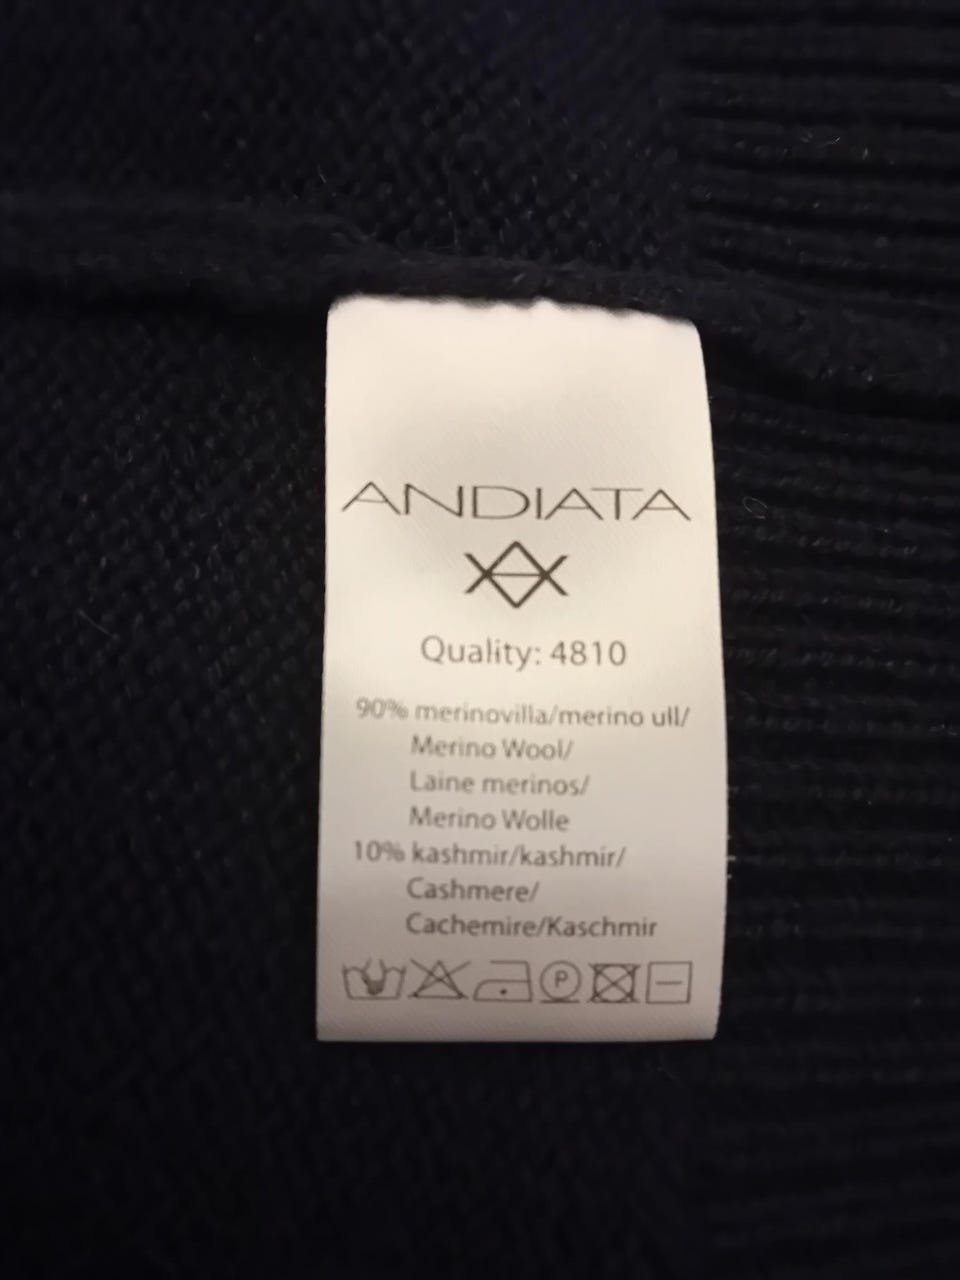 ANDIATA
Quality: 4810
90% merinovilla/merino ull/
Merino Wool/
Laine merinos/
Merino Wolle
10% kashmir/kashmir/
Cashmere/
Cachemire/Kaschmir
P